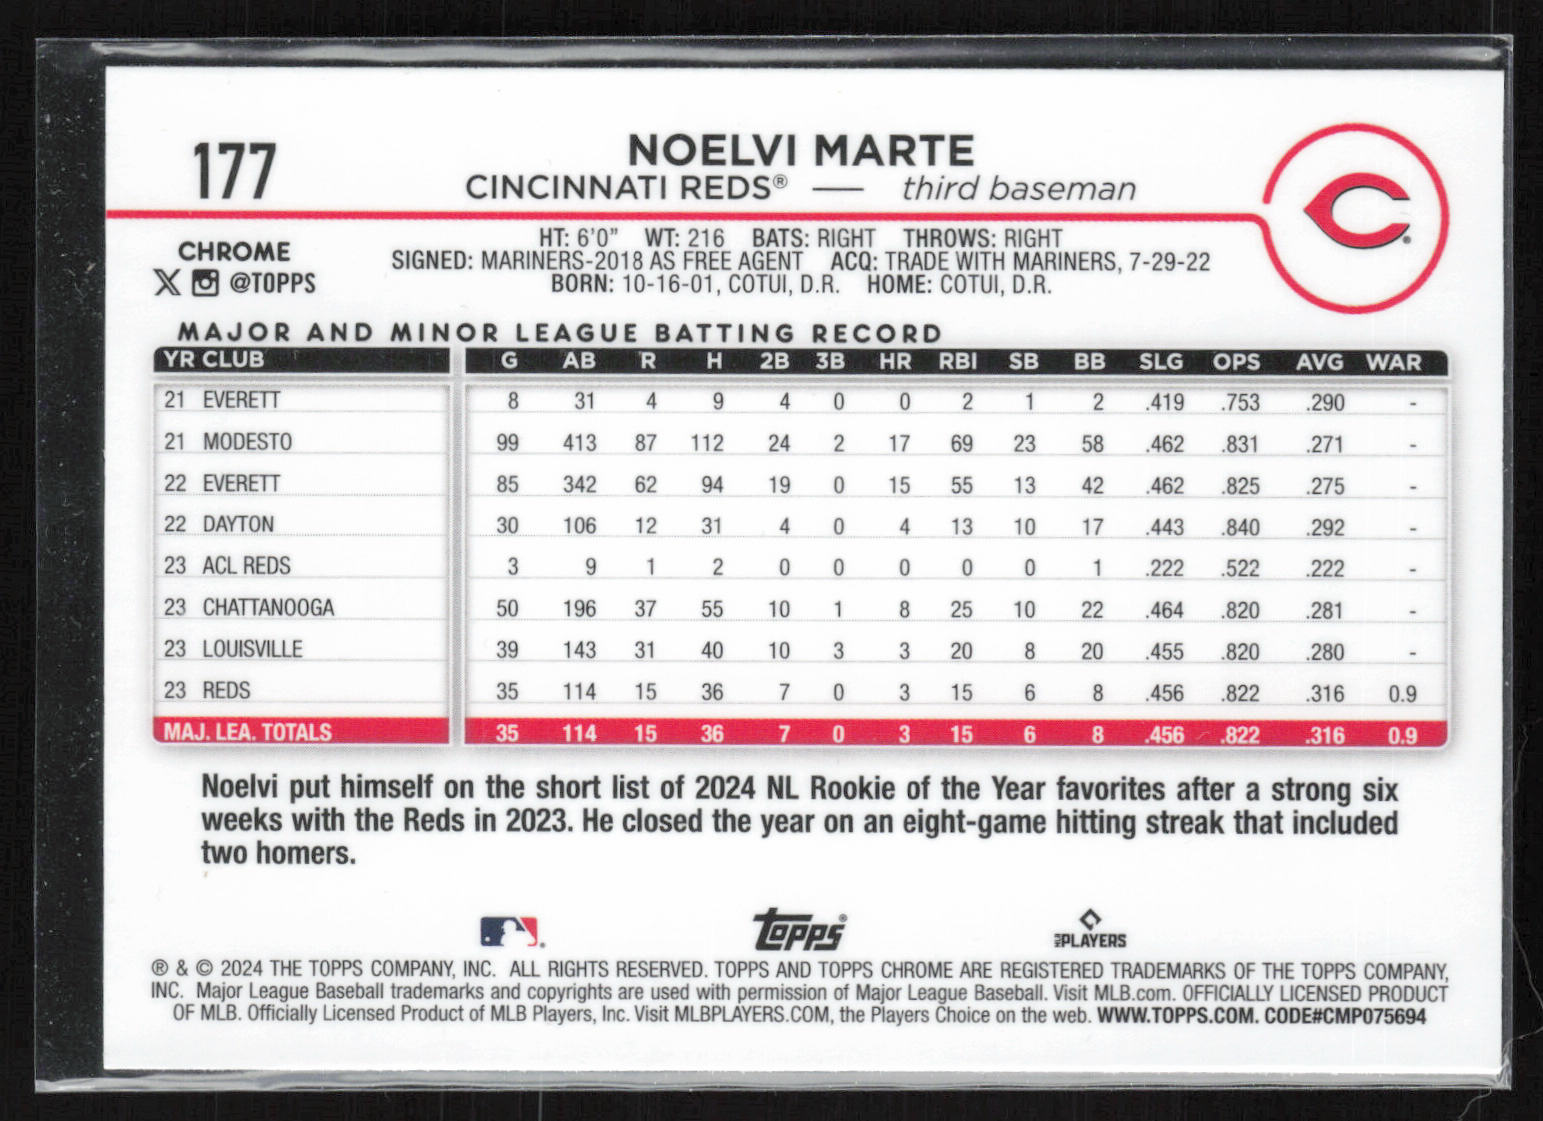 177
NOELVI MARTE
CINCINNATI REDS® — third baseman
CHROME
@TOPPS
HT: 6'0" WT: 216 BATS: RIGHT THROWS: RIGHT
SIGNED: MARINERS-2018 AS FREE AGENT ACQ: TRADE WITH MARINERS, 7-29-22
BORN: 10-16-01, COTUI, D.R. HOME: COTUI, D.R.
MAJOR AND MINOR LEAGUE BATTING RECORD
YR CLUB G AB R H 2B 3B HR RBI SB BB SLG OPS AVG WAR
21 EVERETT 8 31 4 9 4 0 0 2 1 2 .419 .753 .290 -
21 MODESTO 99 413 87 112 24 2 17 69 23 58 .462 .831 .271 -
22 EVERETT 85 342 62 94 19 0 15 55 13 42 .462 .825 .275 -
22 DAYTON 30 106 12 31 4 0 4 13 10 17 .443 .840 .292 -
23 ACL REDS 3 9 1 2 0 0 0 0 0 1 .222 .522 .222 -
23 CHATTANOOGA 50 196 37 55 10 1 8 25 10 22 .464 .820 .281 -
23 LOUISVILLE 39 143 31 40 10 3 3 20 8 20 .455 .820 .280 -
23 REDS 35 114 15 36 7 0 3 15 6 8 .456 .822 .316 0.9
MAJ. LEA. TOTALS 35 114 15 36 7 0 3 15 6 8 .456 .822 .316 0.9
Noelvi put himself on the short list of 2024 NL Rookie of the Year favorites after a strong six
weeks with the Reds in 2023. He closed the year on an eight-game hitting streak that included
two homers.
Topps®
MLB PLAYERS
® & © 2024 THE TOPPS COMPANY, INC. ALL RIGHTS RESERVED. TOPPS AND TOPPS CHROME ARE REGISTERED TRADEMARKS OF THE TOPPS COMPANY,
INC. Major League Baseball trademarks and copyrights are used with permission of Major League Baseball. Visit MLB.com. OFFICIALLY LICENSED PRODUCT
OF MLB. Officially Licensed Product of MLB Players, Inc. Visit MLBPLAYERS.COM, the Players Choice on the web. WWW.TOPPS.COM. CODE#CMP075694